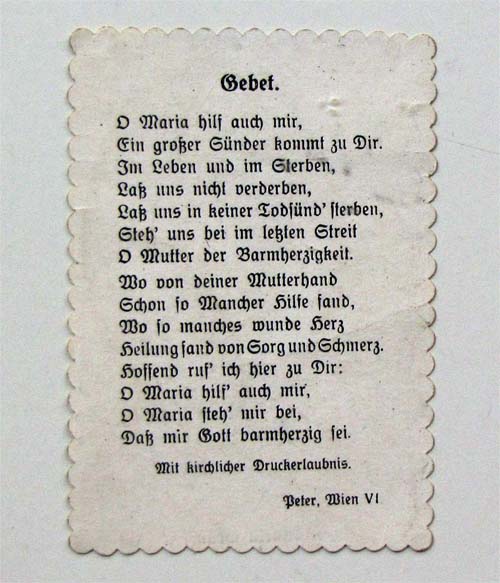 Gebet.
O Maria hilf auch mir,
Ein großer Sünder kommt zu Dir.
Im Leben und im Sterben,
Laß uns nicht verderben,
Laß uns in keiner Todsünd' sterben,
Steh' uns bei im letzten Streit
O Mutter der Barmherzigkeit.
Wo von deiner Mutterhand
Schon so Mancher Hilfe fand,
Wo so manches wunde Herz
Heilung fand von Sorg und Schmerz.
Hoffend ruf' ich hier zu Dir:
O Maria hilf' auch mir,
O Maria steh' mir bei,
Daß mir Gott barmherzig sei.
Mit kirchlicher Druckerlaubnis.
Peter, Wien VI